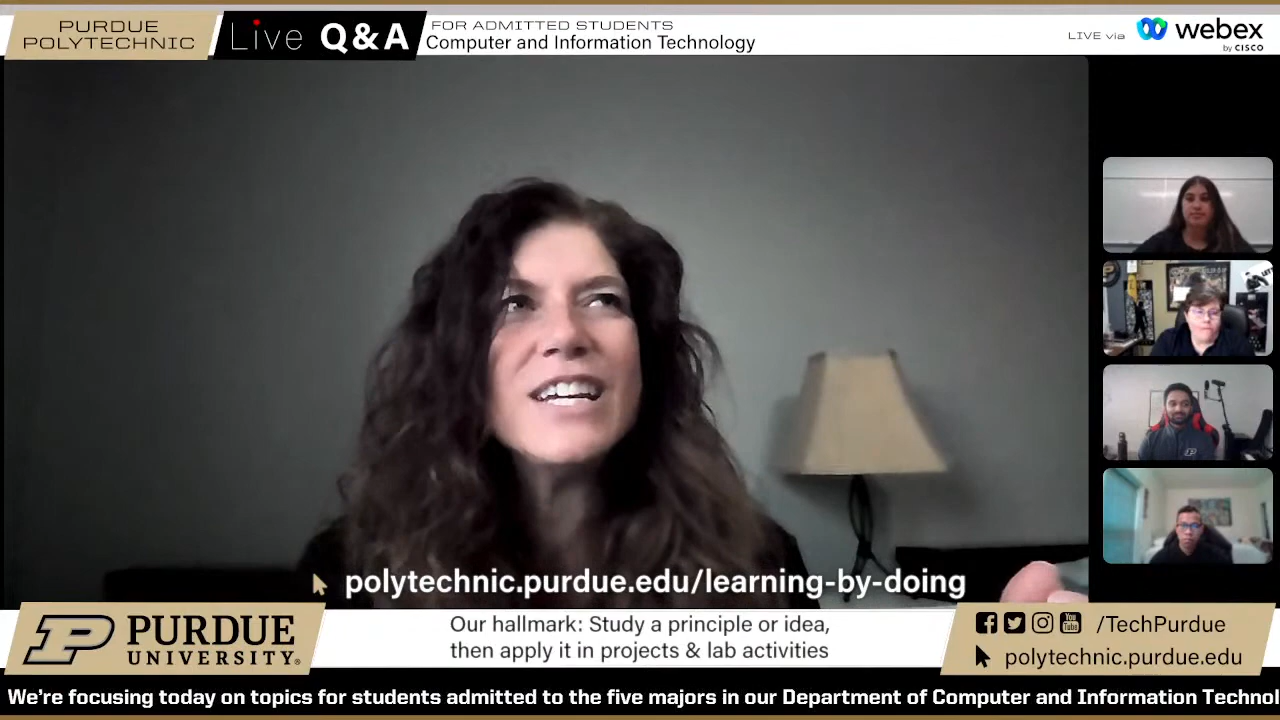 PURDUE
POLYTECHNIC
Live Q&A
FOR ADMITTED STUDENTS
Computer and Information Technology
LIVE via webex
by CISCO
polytechnic.purdue.edu/learning-by-doing
P PURDUE
UNIVERSITY®
Our hallmark: Study a principle or idea,
then apply it in projects & lab activities
You
Tube
/TechPurdue
polytechnic.purdue.edu
We're focusing today on topics for students admitted to the five majors in our Department of Computer and Information Technol